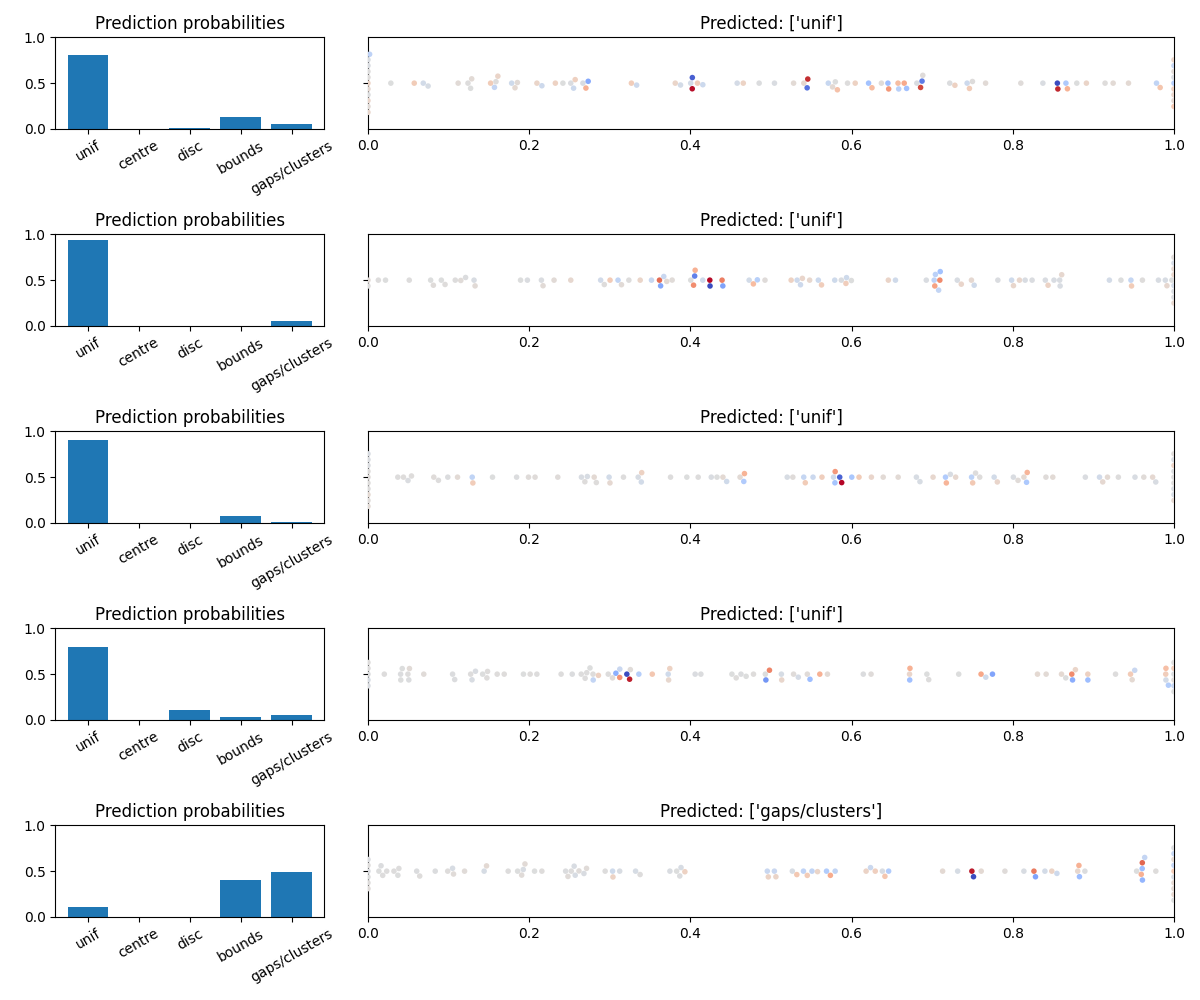 Prediction probabilities
Predicted: ['unif']
1.0
0.5
0.0
unif
centre
disc
bounds
gaps/clusters
0.0 0.2 0.4 0.6 0.8 1.0
Prediction probabilities
Predicted: ['unif']
1.0
0.5
0.0
unif
centre
disc
bounds
gaps/clusters
0.0 0.2 0.4 0.6 0.8 1.0
Prediction probabilities
Predicted: ['unif']
1.0
0.5
0.0
unif
centre
disc
bounds
gaps/clusters
0.0 0.2 0.4 0.6 0.8 1.0
Prediction probabilities
Predicted: ['unif']
1.0
0.5
0.0
unif
centre
disc
bounds
gaps/clusters
0.0 0.2 0.4 0.6 0.8 1.0
Prediction probabilities
Predicted: ['gaps/clusters']
1.0
0.5
0.0
unif
centre
disc
bounds
gaps/clusters
0.0 0.2 0.4 0.6 0.8 1.0